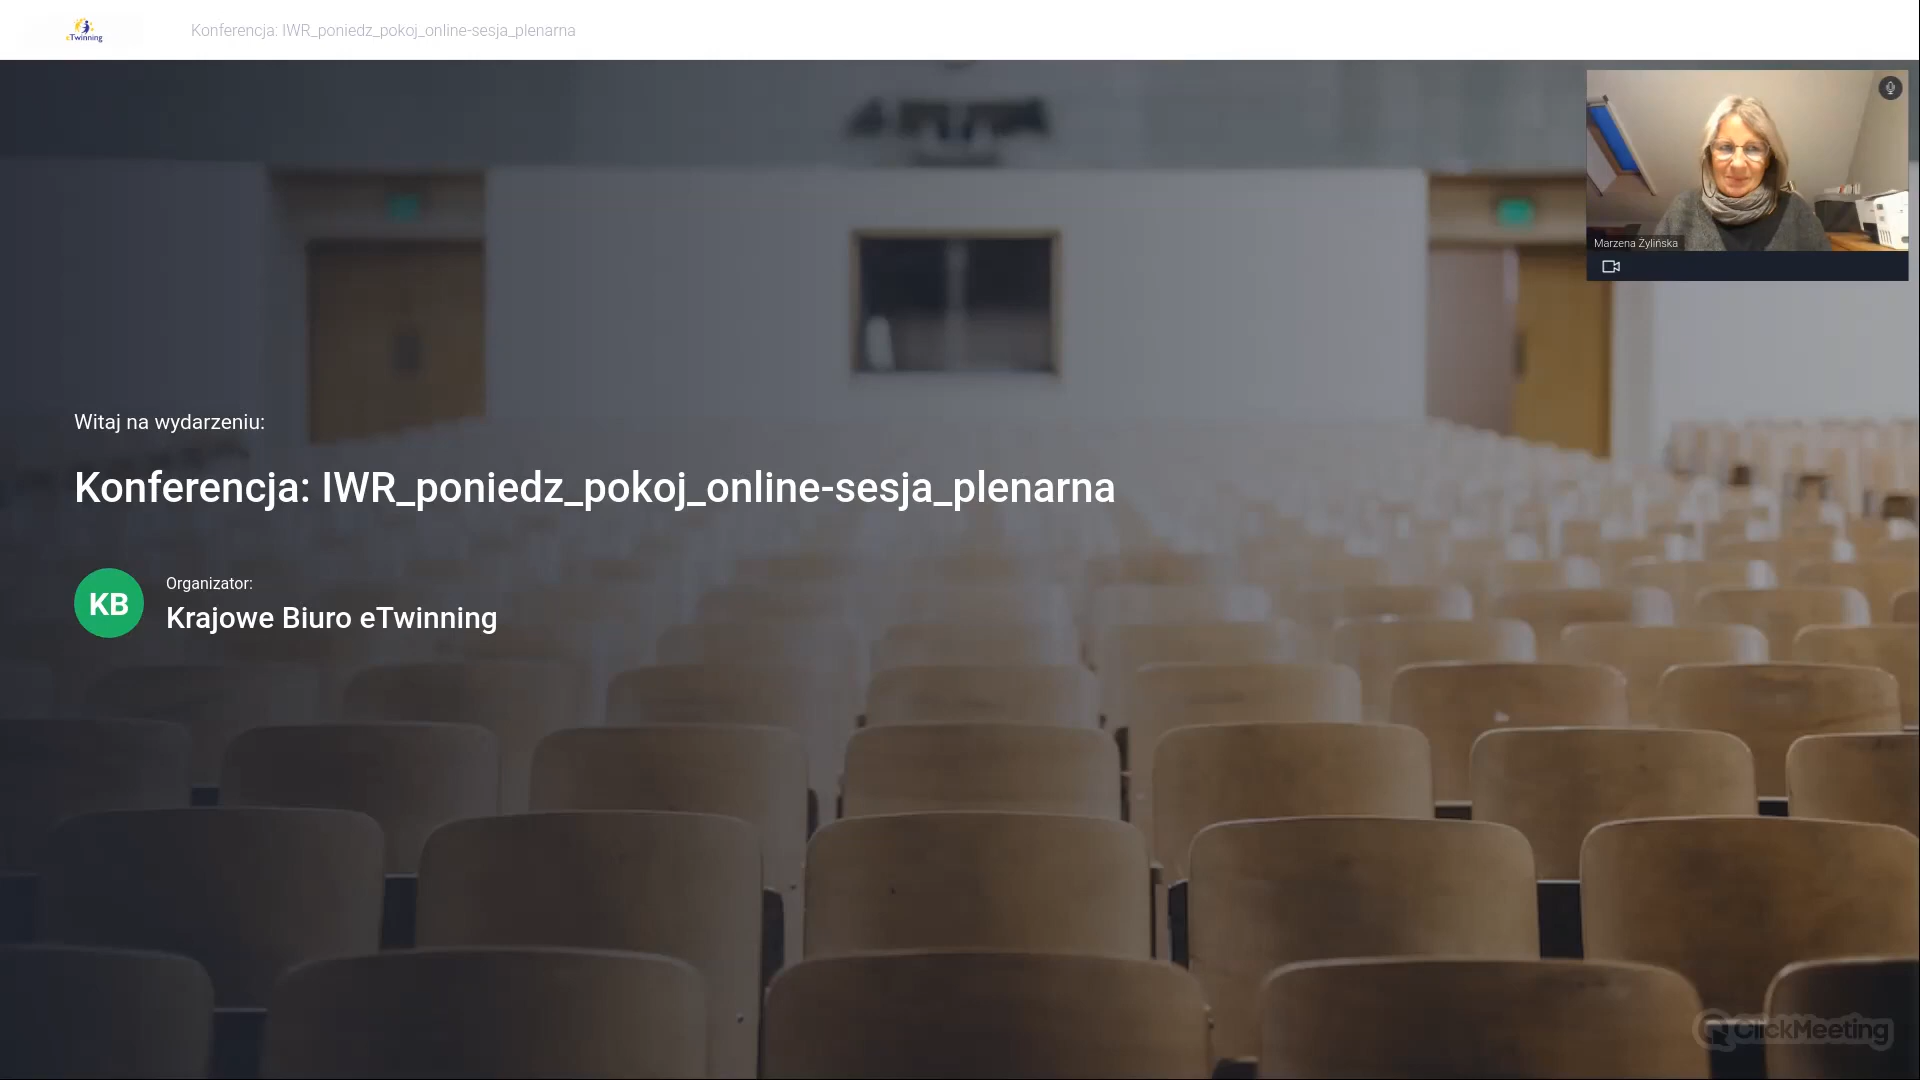 eTwinning
Konferencja: IWR_poniedz_pokoj_online-sesja_plenarna
Marzena Żylińska
Witaj na wydarzeniu:
Konferencja: IWR_poniedz_pokoj_online-sesja_plenarna
KB
Organizator:
Krajowe Biuro eTwinning
ClickMeeting